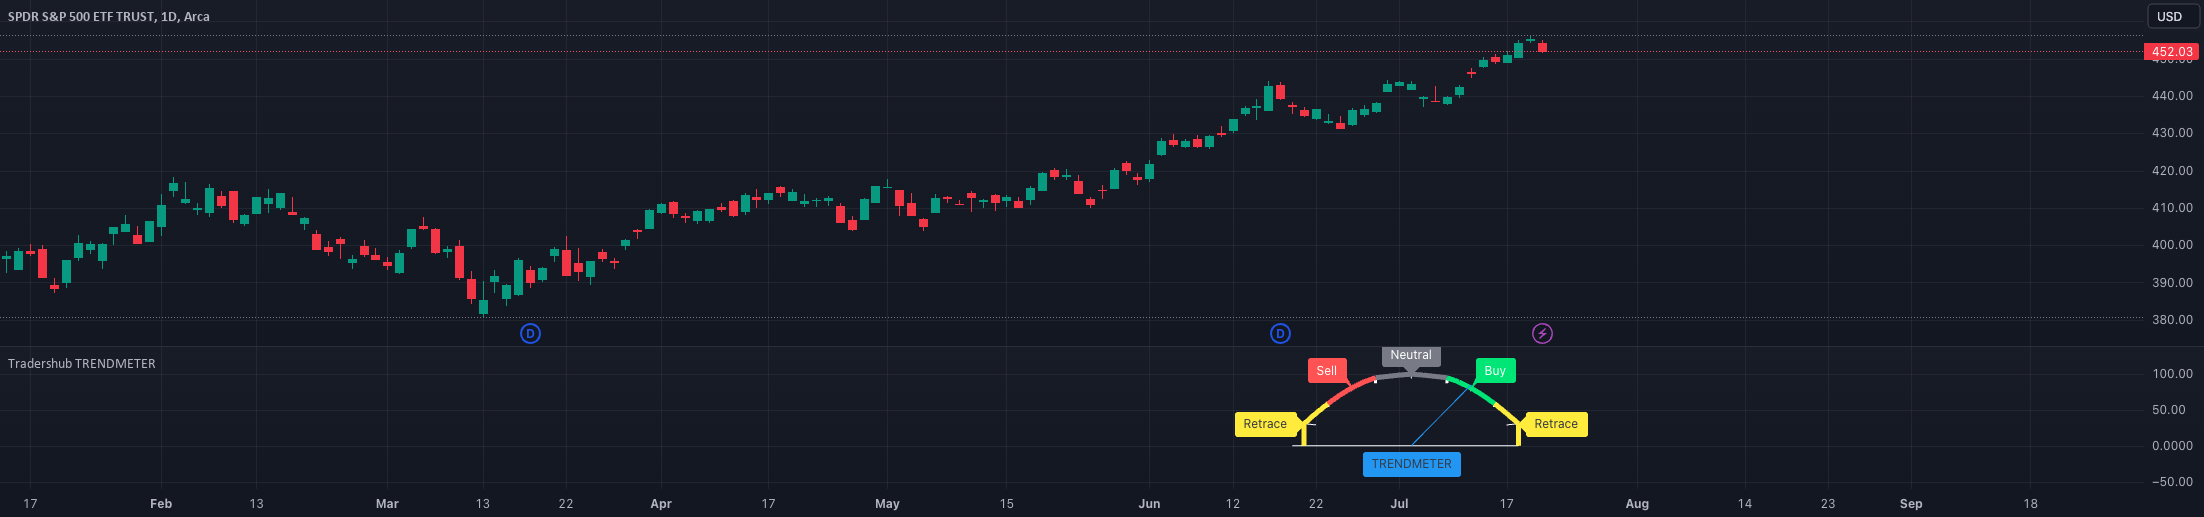 SPDR S&P 500 ETF TRUST, 1D, Arca
USD
452.03
450.00
440.00
430.00
420.00
410.00
400.00
390.00
380.00
D
D
Tradershub TRENDMETER
Neutral
Sell
Buy
Retrace
Retrace
TRENDMETER
100.00
50.00
0.0000
−50.00
17 Feb 13 Mar 13 22 Apr 17 May 15 Jun 12 22 Jul 17 Aug 14 23 Sep 18